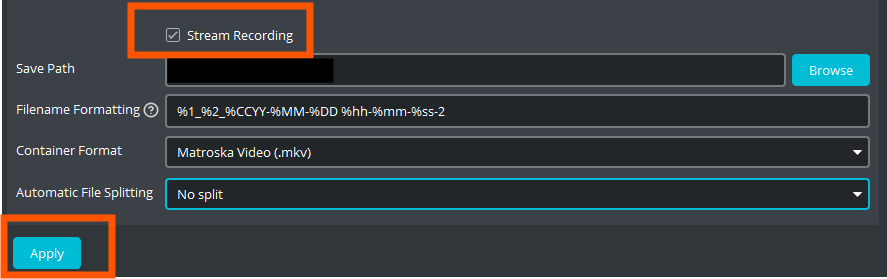 Stream Recording
Save Path
Browse
Filename Formatting ?
%1_%2_%CCYY-%MM-%DD %hh-%mm-%ss-2
Container Format
Matroska Video (.mkv)
Automatic File Splitting
No split
Apply